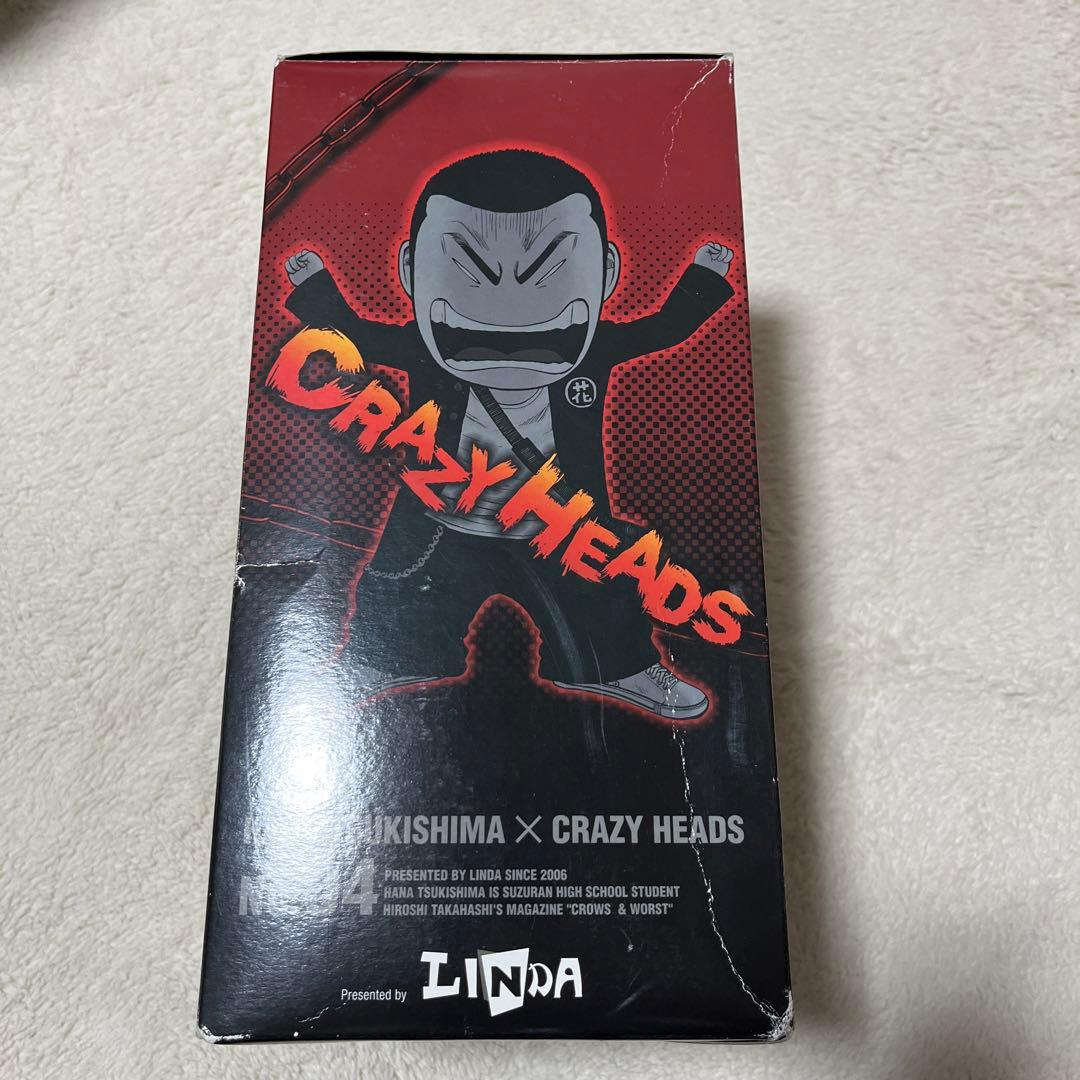 花
CRAZY HEADS
TSUKISHIMA × CRAZY HEADS
PRESENTED BY LINDA SINCE 2006
HANA TSUKISHIMA IS SUZURAN HIGH SCHOOL STUDENT
HIROSHI TAKAHASHI'S MAGAZINE "CROWS & WORST"
Presented by LINDA